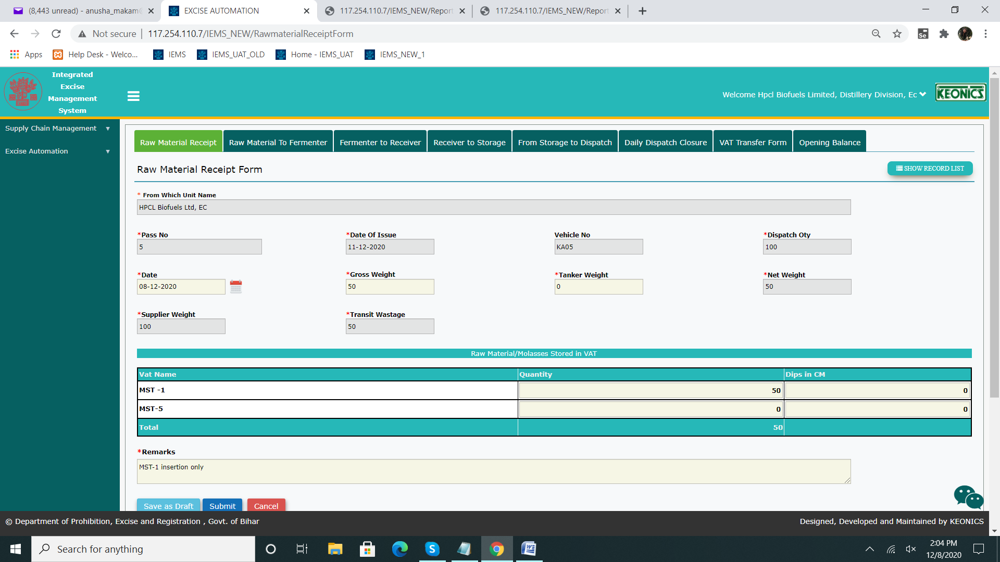 (8,443 unread) - anusha_makam@
EXCISE AUTOMATION
117.254.110.7/IEMS_NEW/Report
117.254.110.7/IEMS_NEW/Report
Not secure
117.254.110.7/IEMS_NEW/RawmaterialReceiptForm
Se
Apps
Help Desk - Welco...
IEMS
IEMS_UAT_OLD
Home - IEMS_UAT
IEMS_NEW_1
Integrated
Excise
Management
System
Welcome Hpcl Biofuels Limited, Distillery Division, Ec
KEONICS
Supply Chain Management
Excise Automation
Raw Material Receipt
Raw Material To Fermenter
Fermenter to Receiver
Receiver to Storage
From Storage to Dispatch
Daily Dispatch Closure
VAT Transfer Form
Opening Balance
Raw Material Receipt Form
SHOW RECORD LIST
* From Which Unit Name
HPCL Biofuels Ltd, EC
*Pass No
*Date Of Issue
Vehicle No
*Dispatch Qty
5
11-12-2020
KA05
100
*Date
*Gross Weight
*Tanker Weight
*Net Weight
08-12-2020
50
0
50
*Supplier Weight
*Transit Wastage
100
50
Raw Material/Molasses Stored in VAT
Vat Name
Quantity
Dips in CM
MST -1
50
0
MST-5
0
0
Total
50
*Remarks
MST-1 insertion only
Save as Draft
Submit
Cancel
© Department of Prohibition, Excise and Registration , Govt. of Bihar
Designed, Developed and Maintained by KEONICS
Search for anything
2:04 PM
12/8/2020